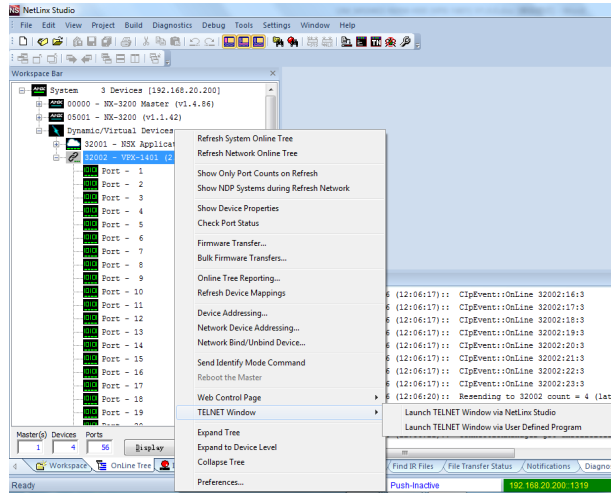 NetLinx Studio
File Edit View Project Build Diagnostics Debug Tools Settings Window Help
Workspace Bar
System 3 Devices [192.168.20.200]
00000 - NX-3200 Master (v1.4.86)
05001 - NX-3200 (v1.1.42)
Dynamic/Virtual Devices
32001 - NSX Applicat
32002 - VPX-1401 (2.
Port - 1
Port - 2
Port - 3
Port - 4
Port - 5
Port - 6
Port - 7
Port - 8
Port - 9
Port - 10
Port - 11
Port - 12
Port - 13
Port - 14
Port - 15
Port - 16
Port - 17
Port - 18
Port - 19
Refresh System Online Tree
Refresh Network Online Tree
Show Only Port Counts on Refresh
Show NDP Systems during Refresh Network
Show Device Properties
Check Port Status
Firmware Transfer...
Bulk Firmware Transfers...
Online Tree Reporting...
Refresh Device Mappings
Device Addressing...
Network Device Addressing...
Network Bind/Unbind Device...
Send Identify Mode Command
Reboot the Master
Web Control Page
TELNET Window
Expand Tree
Expand to Device Level
Collapse Tree
Preferences...
Launch TELNET Window via NetLinx Studio
Launch TELNET Window via User Defined Program
6 (12:06:17):: CIpEvent::OnLine 32002:16:3
6 (12:06:17):: CIpEvent::OnLine 32002:17:3
6 (12:06:17):: CIpEvent::OnLine 32002:18:3
6 (12:06:17):: CIpEvent::OnLine 32002:19:3
6 (12:06:17):: CIpEvent::OnLine 32002:20:3
6 (12:06:17):: CIpEvent::OnLine 32002:21:3
6 (12:06:17):: CIpEvent::OnLine 32002:22:3
6 (12:06:17):: CIpEvent::OnLine 32002:23:3
6 (12:06:20):: Resending to 32002 count = 4 (lat
Master(s) Devices Ports
1 4 56 Display
Workspace OnLine Tree
Find IR Files File Transfer Status Notifications Diagno
Ready Push-Inactive 192.168.20.200::1319